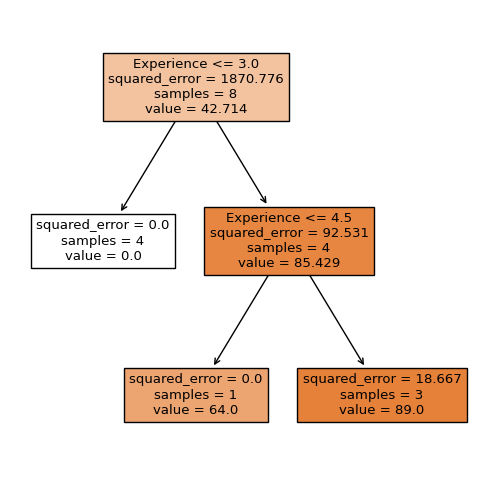 Experience <= 3.0
squared_error = 1870.776
samples = 8
value = 42.714
squared_error = 0.0
samples = 4
value = 0.0
Experience <= 4.5
squared_error = 92.531
samples = 4
value = 85.429
squared_error = 0.0
samples = 1
value = 64.0
squared_error = 18.667
samples = 3
value = 89.0